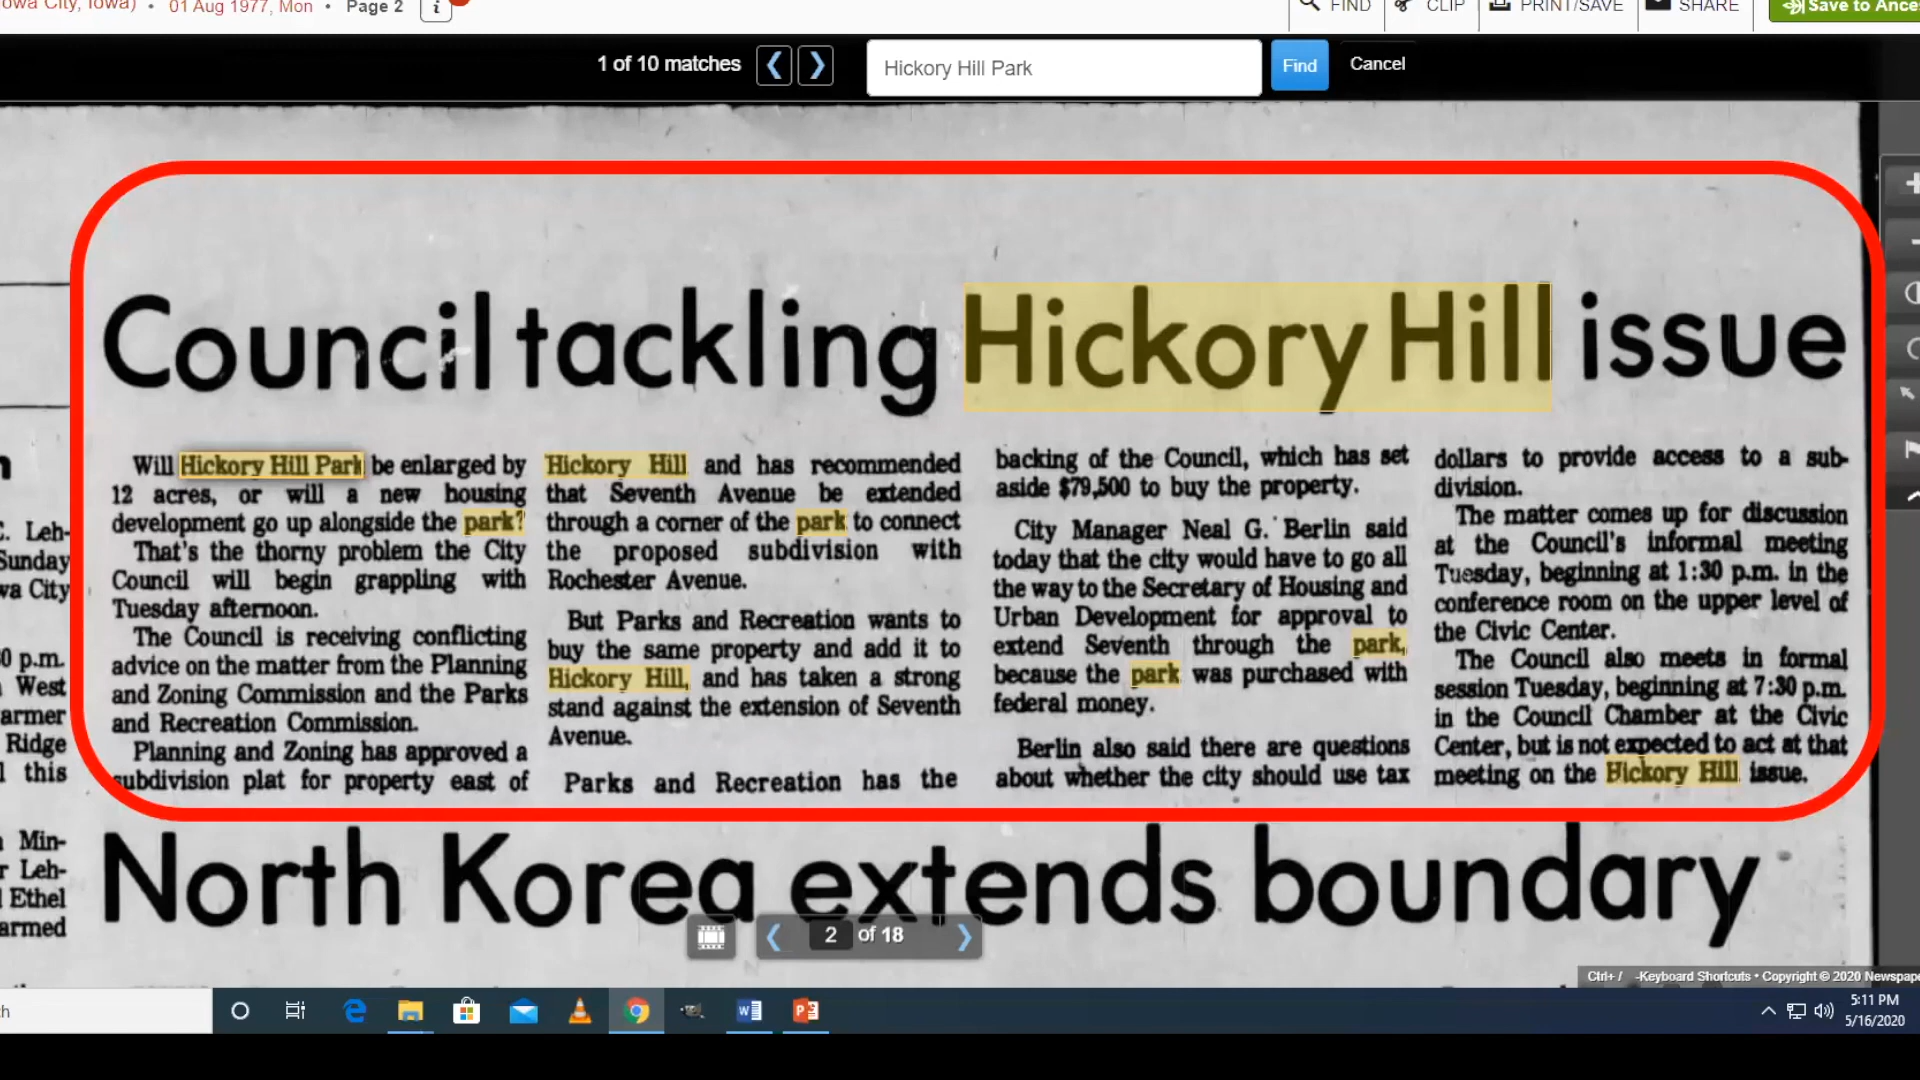 owa City, Iowa) • 01 Aug 1977, Mon • Page 2 i
FIND CLIP PRINT/SAVE SHARE Save to Ance
1 of 10 matches Hickory Hill Park Find Cancel
Council tackling Hickory Hill issue
Will Hickory Hill Park be enlarged by
12 acres, or will a new housing
development go up alongside the park?
That's the thorny problem the City
Council will begin grappling with
Tuesday afternoon.
The Council is receiving conflicting
advice on the matter from the Planning
and Zoning Commission and the Parks
and Recreation Commission.
Planning and Zoning has approved a
subdivision plat for property east of
Hickory Hill and has recommended
that Seventh Avenue be extended
through a corner of the park to connect
the proposed subdivision with
Rochester Avenue.
But Parks and Recreation wants to
buy the same property and add it to
Hickory Hill, and has taken a strong
stand against the extension of Seventh
Avenue.
Parks and Recreation has the
backing of the Council, which has set
aside $79,500 to buy the property.
City Manager Neal G. Berlin said
today that the city would have to go all
the way to the Secretary of Housing and
Urban Development for approval to
extend Seventh through the park,
because the park was purchased with
federal money.
Berlin also said there are questions
about whether the city should use tax
dollars to provide access to a sub-
division.
The matter comes up for discussion
at the Council's informal meeting
Tuesday, beginning at 1:30 p.m. in the
conference room on the upper level of
the Civic Center.
The Council also meets in formal
session Tuesday, beginning at 7:30 p.m.
in the Council Chamber at the Civic
Center, but is not expected to act at that
meeting on the Hickory Hill issue.
C. Leh-
Sunday
wa City
0 p.m.
West
armer
Ridge
this
Min-
r Leh-
Ethel
armed
North Korea extends boundary
2 of 18
Ctrl+ / -Keyboard Shortcuts • Copyright © 2020 Newspape
5:11 PM
5/16/2020